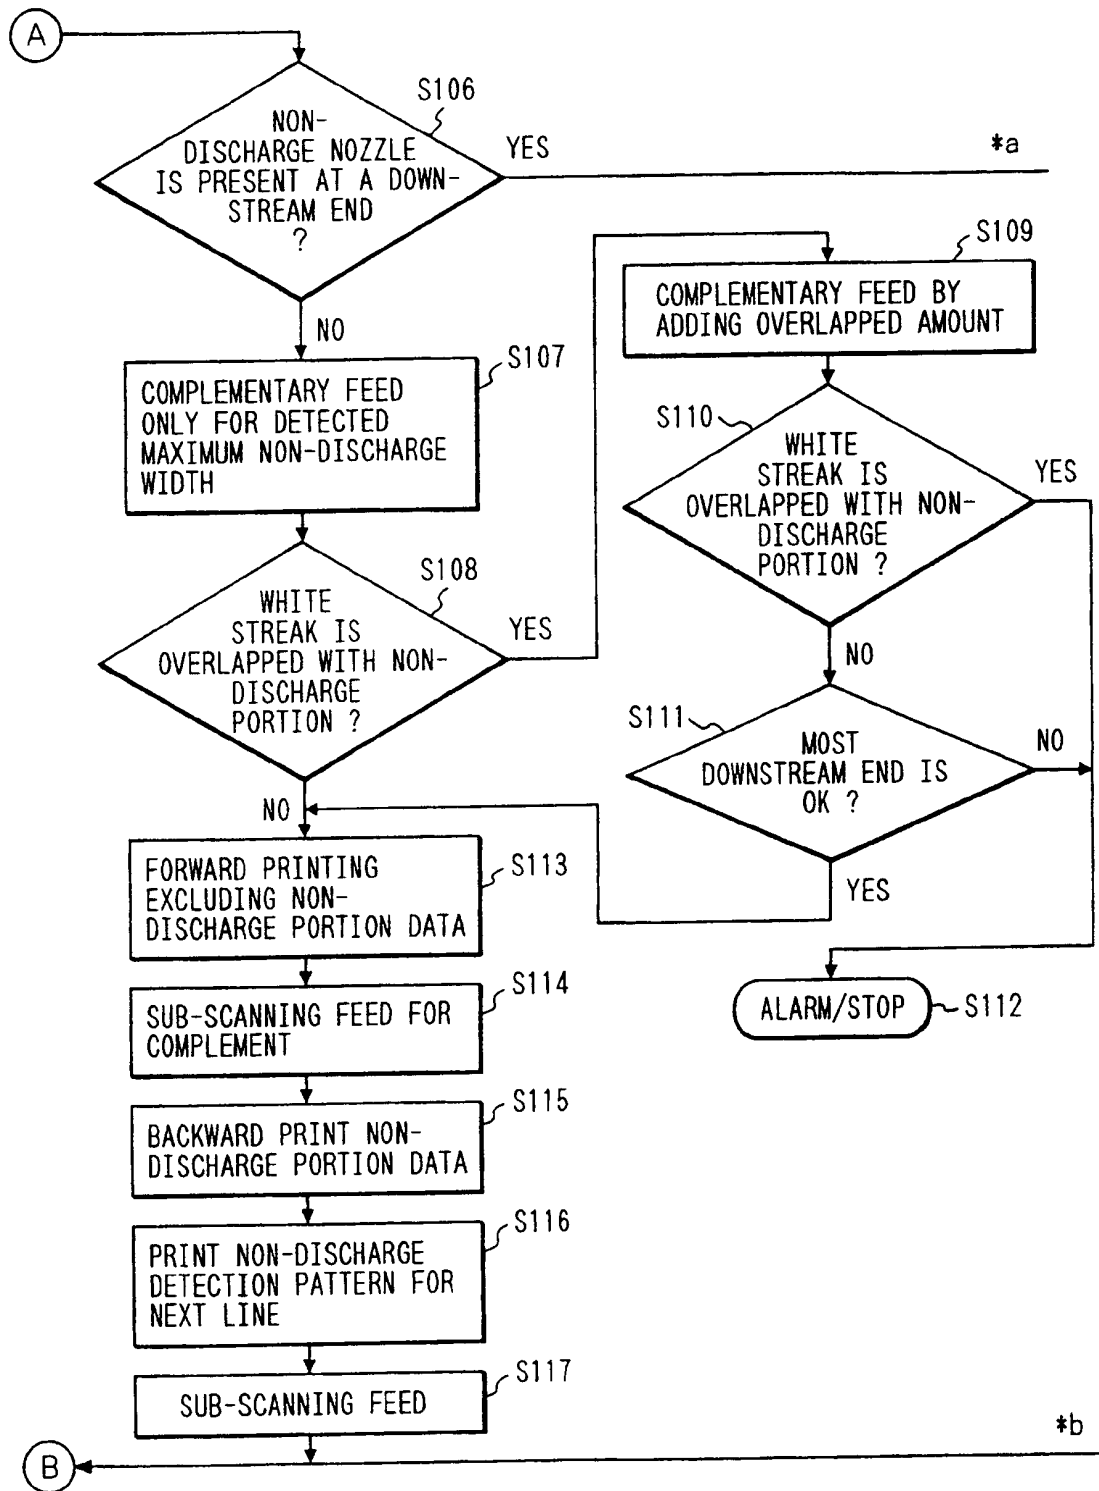 A
S106
NON-
DISCHARGE NOZZLE
IS PRESENT AT A DOWN-
STREAM END
?
YES
*a
NO
S107
COMPLEMENTARY FEED
ONLY FOR DETECTED
MAXIMUM NON-DISCHARGE
WIDTH
S108
WHITE
STREAK IS
OVERLAPPED WITH NON-
DISCHARGE
PORTION ?
YES
NO
S109
COMPLEMENTARY FEED BY
ADDING OVERLAPPED AMOUNT
S110
WHITE
STREAK IS
OVERLAPPED WITH NON-
DISCHARGE
PORTION ?
YES
NO
S111
MOST
DOWNSTREAM END IS
OK ?
NO
YES
ALARM/STOP
S112
FORWARD PRINTING
EXCLUDING NON-
DISCHARGE PORTION DATA
S113
SUB-SCANNING FEED FOR
COMPLEMENT
S114
BACKWARD PRINT NON-
DISCHARGE PORTION DATA
S115
PRINT NON-DISCHARGE
DETECTION PATTERN FOR
NEXT LINE
S116
SUB-SCANNING FEED
S117
*b
B